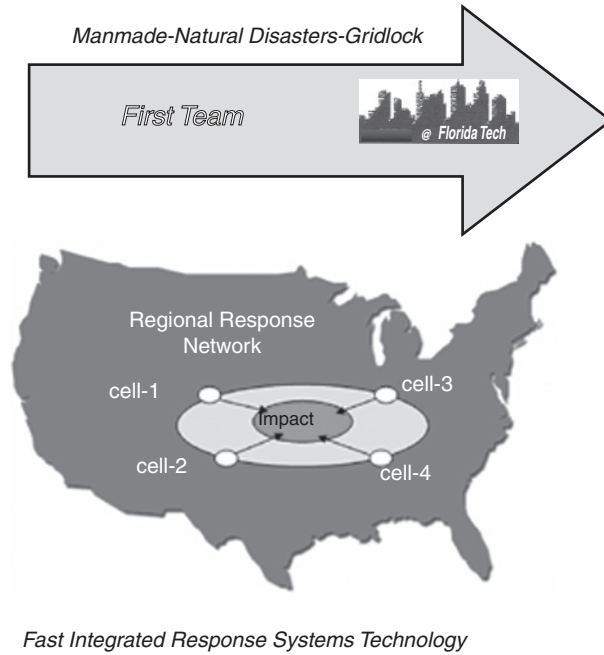 Manmade-Natural Disasters-Gridlock
First Team
@ Florida Tech
Regional Response
Network
cell-1
cell-3
Impact
cell-2
cell-4
Fast Integrated Response Systems Technology